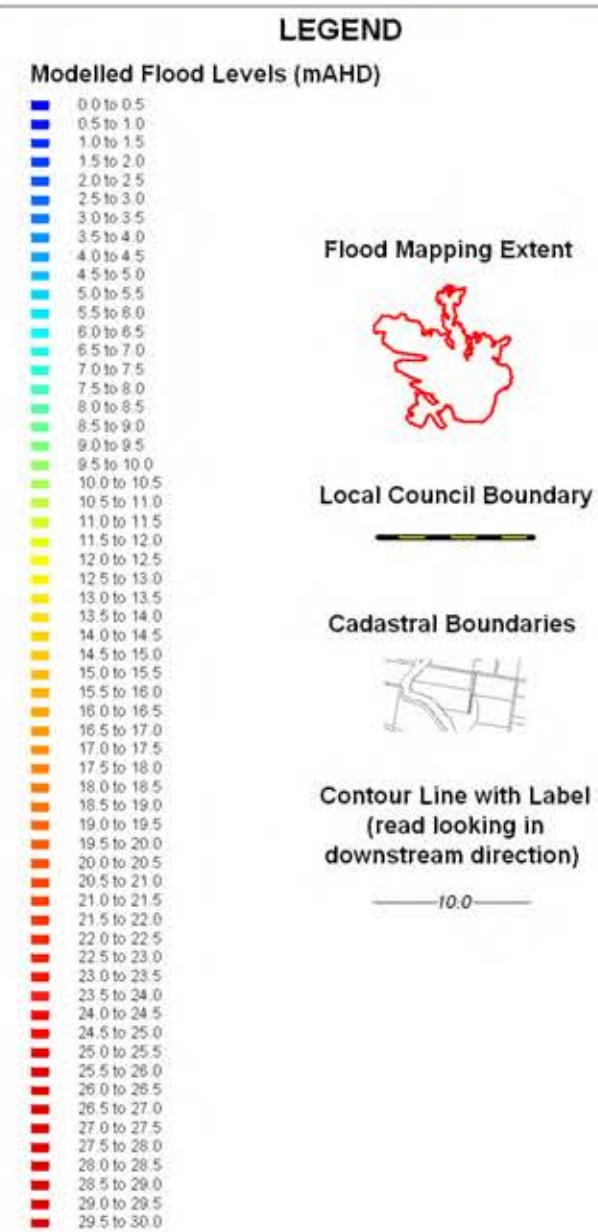 LEGEND
Modelled Flood Levels (mAHD)
0.0 to 0.5
0.5 to 1.0
1.0 to 1.5
1.5 to 2.0
2.0 to 2.5
2.5 to 3.0
3.0 to 3.5
3.5 to 4.0
4.0 to 4.5
4.5 to 5.0
5.0 to 5.5
5.5 to 6.0
6.0 to 6.5
6.5 to 7.0
7.0 to 7.5
7.5 to 8.0
8.0 to 8.5
8.5 to 9.0
9.0 to 9.5
9.5 to 10.0
10.0 to 10.5
10.5 to 11.0
11.0 to 11.5
11.5 to 12.0
12.0 to 12.5
12.5 to 13.0
13.0 to 13.5
13.5 to 14.0
14.0 to 14.5
14.5 to 15.0
15.0 to 15.5
15.5 to 16.0
16.0 to 16.5
16.5 to 17.0
17.0 to 17.5
17.5 to 18.0
18.0 to 18.5
18.5 to 19.0
19.0 to 19.5
19.5 to 20.0
20.0 to 20.5
20.5 to 21.0
21.0 to 21.5
21.5 to 22.0
22.0 to 22.5
22.5 to 23.0
23.0 to 23.5
23.5 to 24.0
24.0 to 24.5
24.5 to 25.0
25.0 to 25.5
25.5 to 26.0
26.0 to 26.5
26.5 to 27.0
27.0 to 27.5
27.5 to 28.0
28.0 to 28.5
28.5 to 29.0
29.0 to 29.5
29.5 to 30.0
Flood Mapping Extent
Local Council Boundary
Cadastral Boundaries
Contour Line with Label
(read looking in
downstream direction)
10.0